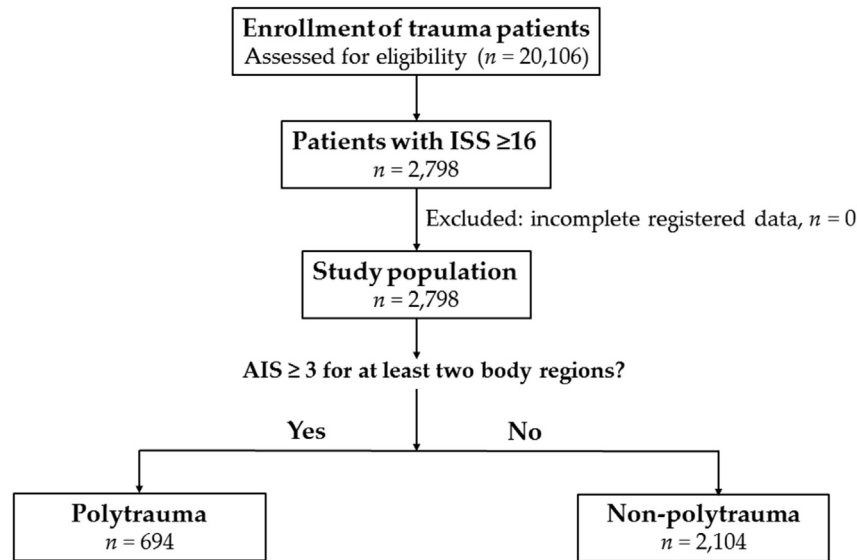 Enrollment of trauma patients
Assessed for eligibility (n = 20,106)
Patients with ISS ≥16
n = 2,798
Excluded: incomplete registered data, n = 0
Study population
n = 2,798
AIS ≥ 3 for at least two body regions?
Yes
No
Polytrauma
n = 694
Non-polytrauma
n = 2,104